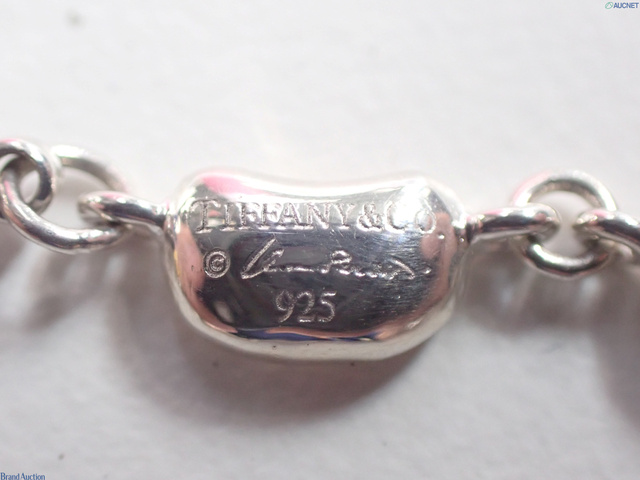 AUCNET
TIFFANY&CO.
©
925
Brand Auction